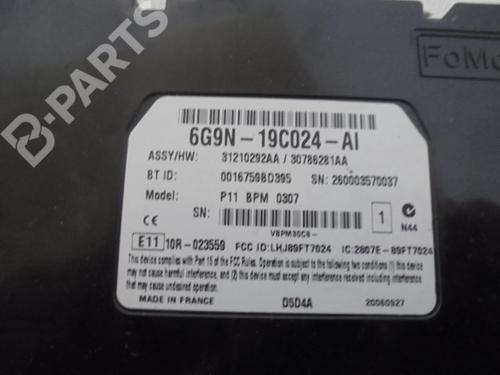 B-PARTS
FoMo
6G9N-19C024-AI
ASSY/HW: 31210292AA / 30786281AA
BT ID: 0016759BD395 SN: 260003570037
Model: P11 BPM 0307
SN:
VBPM30C8-
1
N44
CE
E11 10R-023559 FCC ID:LHJ89FT7024 IC:2807E-89FT7024
This device complies with Part 15 of the FCC Rules. Operation is subject to the following two conditions: (1) this device
may not cause harmful interference, and (2) this device must accept any interference received, including interference that
may cause undesired operation.
MADE IN FRANCE D5D4A 20060927